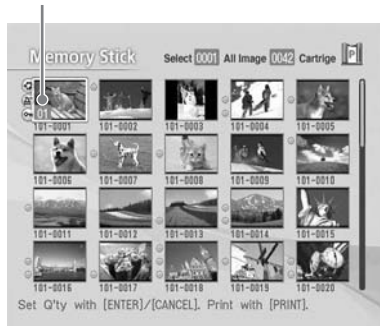 Memory Stick Select 0001 All Image 0042 Cartrige P
01
101-0001 101-0002 101-0003 101-0004 101-0005
101-0006 101-0007 101-0008 101-0009 101-0010
101-0011 101-0012 101-0013 101-0014 101-0015
101-0016 101-0017 101-0018 101-0019 101-0020
Set Q'ty with [ENTER]/[CANCEL]. Print with [PRINT].